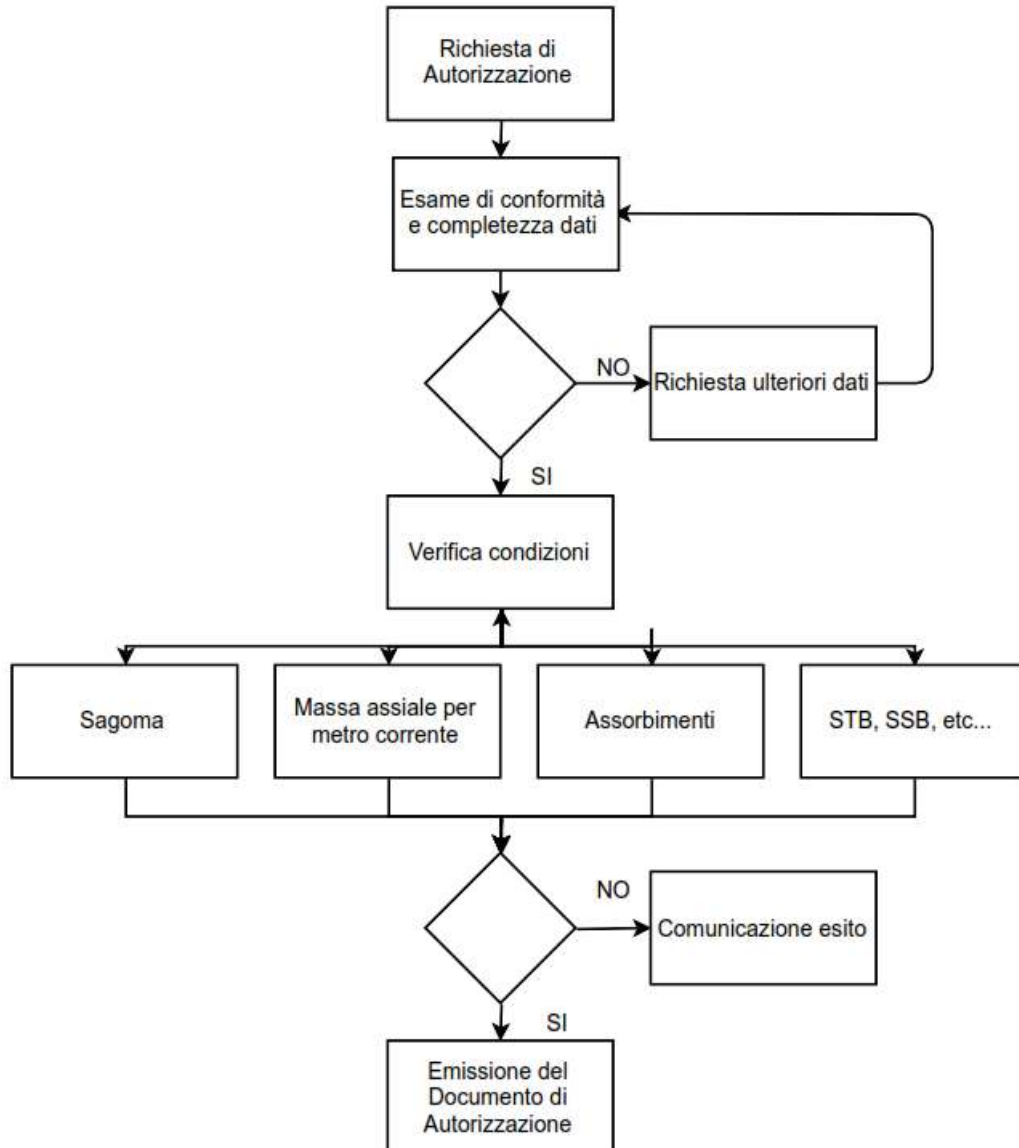 Richiesta di
Autorizzazione
Esame di conformità
e completezza dati
NO
Richiesta ulteriori dati
SI
Verifica condizioni
Sagoma
Massa assiale per
metro corrente
Assorbimenti
STB, SSB, etc...
NO
Comunicazione esito
SI
Emissione del
Documento di
Autorizzazione